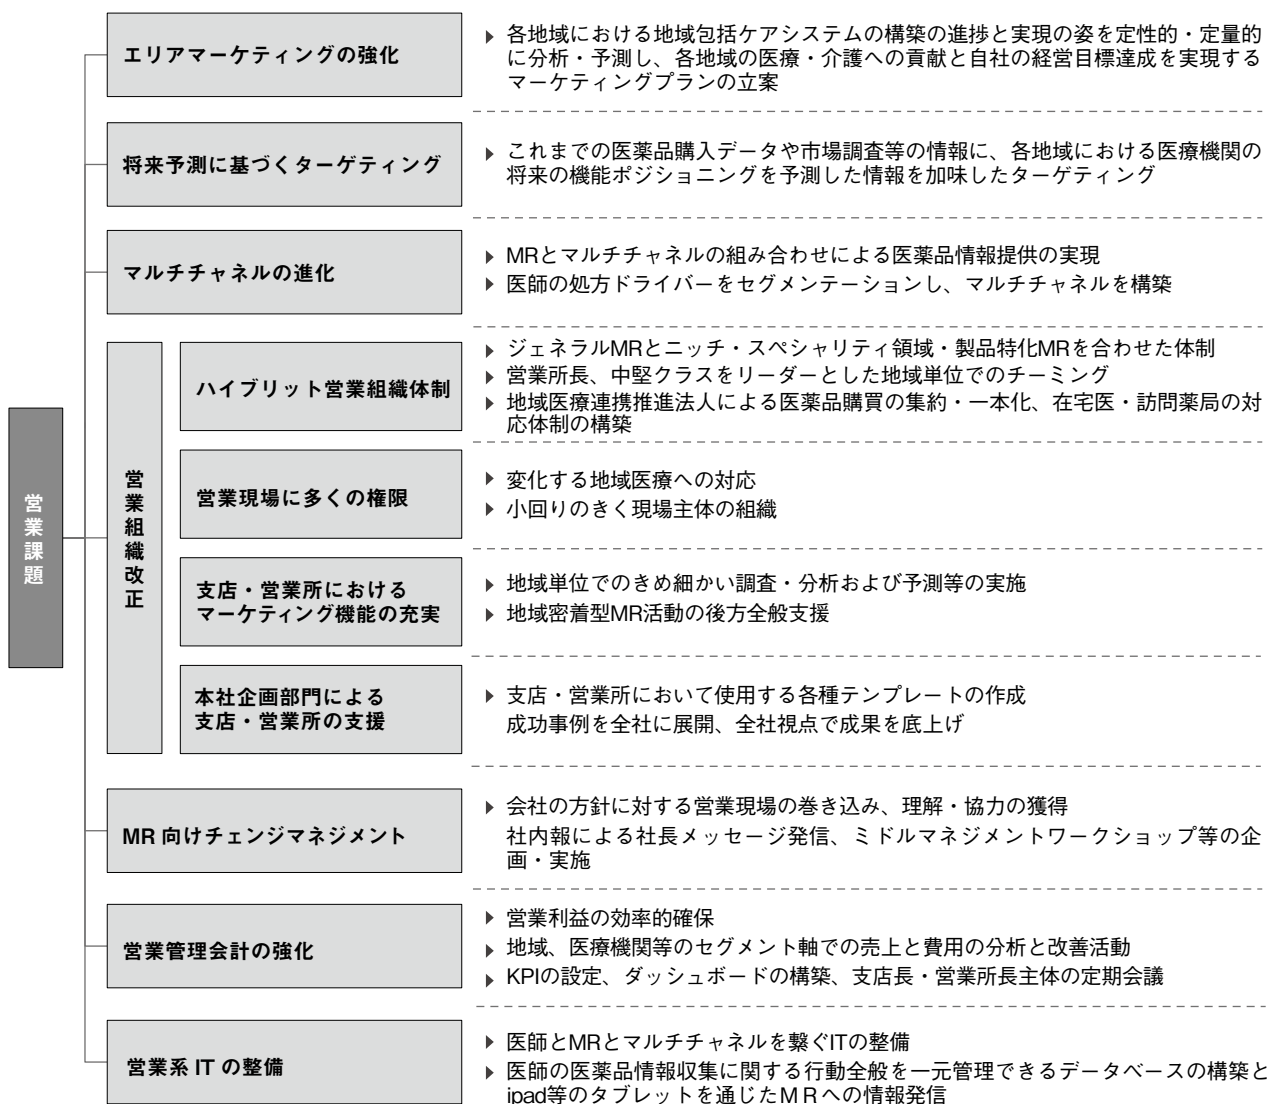 営業課題
エリアマーケティングの強化
各地域における地域包括ケアシステムの構築の進捗と実現の姿を定性的・定量的
に分析・予測し、各地域の医療・介護への貢献と自社の経営目標達成を実現する
マーケティングプランの立案
将来予測に基づくターゲティング
これまでの医薬品購入データや市場調査等の情報に、各地域における医療機関の
将来の機能ポジショニングを予測した情報を加味したターゲティング
マルチチャネルの進化
MRとマルチチャネルの組み合わせによる医薬品情報提供の実現
医師の処方ドライバーをセグメンテーションし、マルチチャネルを構築
営業組織改正
ハイブリット営業組織体制
ジェネラルMRとニッチ・スペシャリティ領域・製品特化MRを合わせた体制
営業所長、中堅クラスをリーダーとした地域単位でのチーミング
地域医療連携推進法人による医薬品購買の集約・一本化、在宅医・訪問薬局の対
応体制の構築
営業現場に多くの権限
変化する地域医療への対応
小回りのきく現場主体の組織
支店・営業所における
マーケティング機能の充実
地域単位でのきめ細かい調査・分析および予測等の実施
地域密着型MR活動の後方全般支援
本社企画部門による
支店・営業所の支援
支店・営業所において使用する各種テンプレートの作成
成功事例を全社に展開、全社視点で成果を底上げ
MR 向けチェンジマネジメント
会社の方針に対する営業現場の巻き込み、理解・協力の獲得
社内報による社長メッセージ発信、ミドルマネジメントワークショップ等の企
画・実施
営業管理会計の強化
営業利益の効率的確保
地域、医療機関等のセグメント軸での売上と費用の分析と改善活動
KPIの設定、ダッシュボードの構築、支店長・営業所長主体の定期会議
営業系 IT の整備
医師とMRとマルチチャネルを繋ぐITの整備
医師の医薬品情報収集に関する行動全般を一元管理できるデータベースの構築と
ipad等のタブレットを通じたＭＲへの情報発信